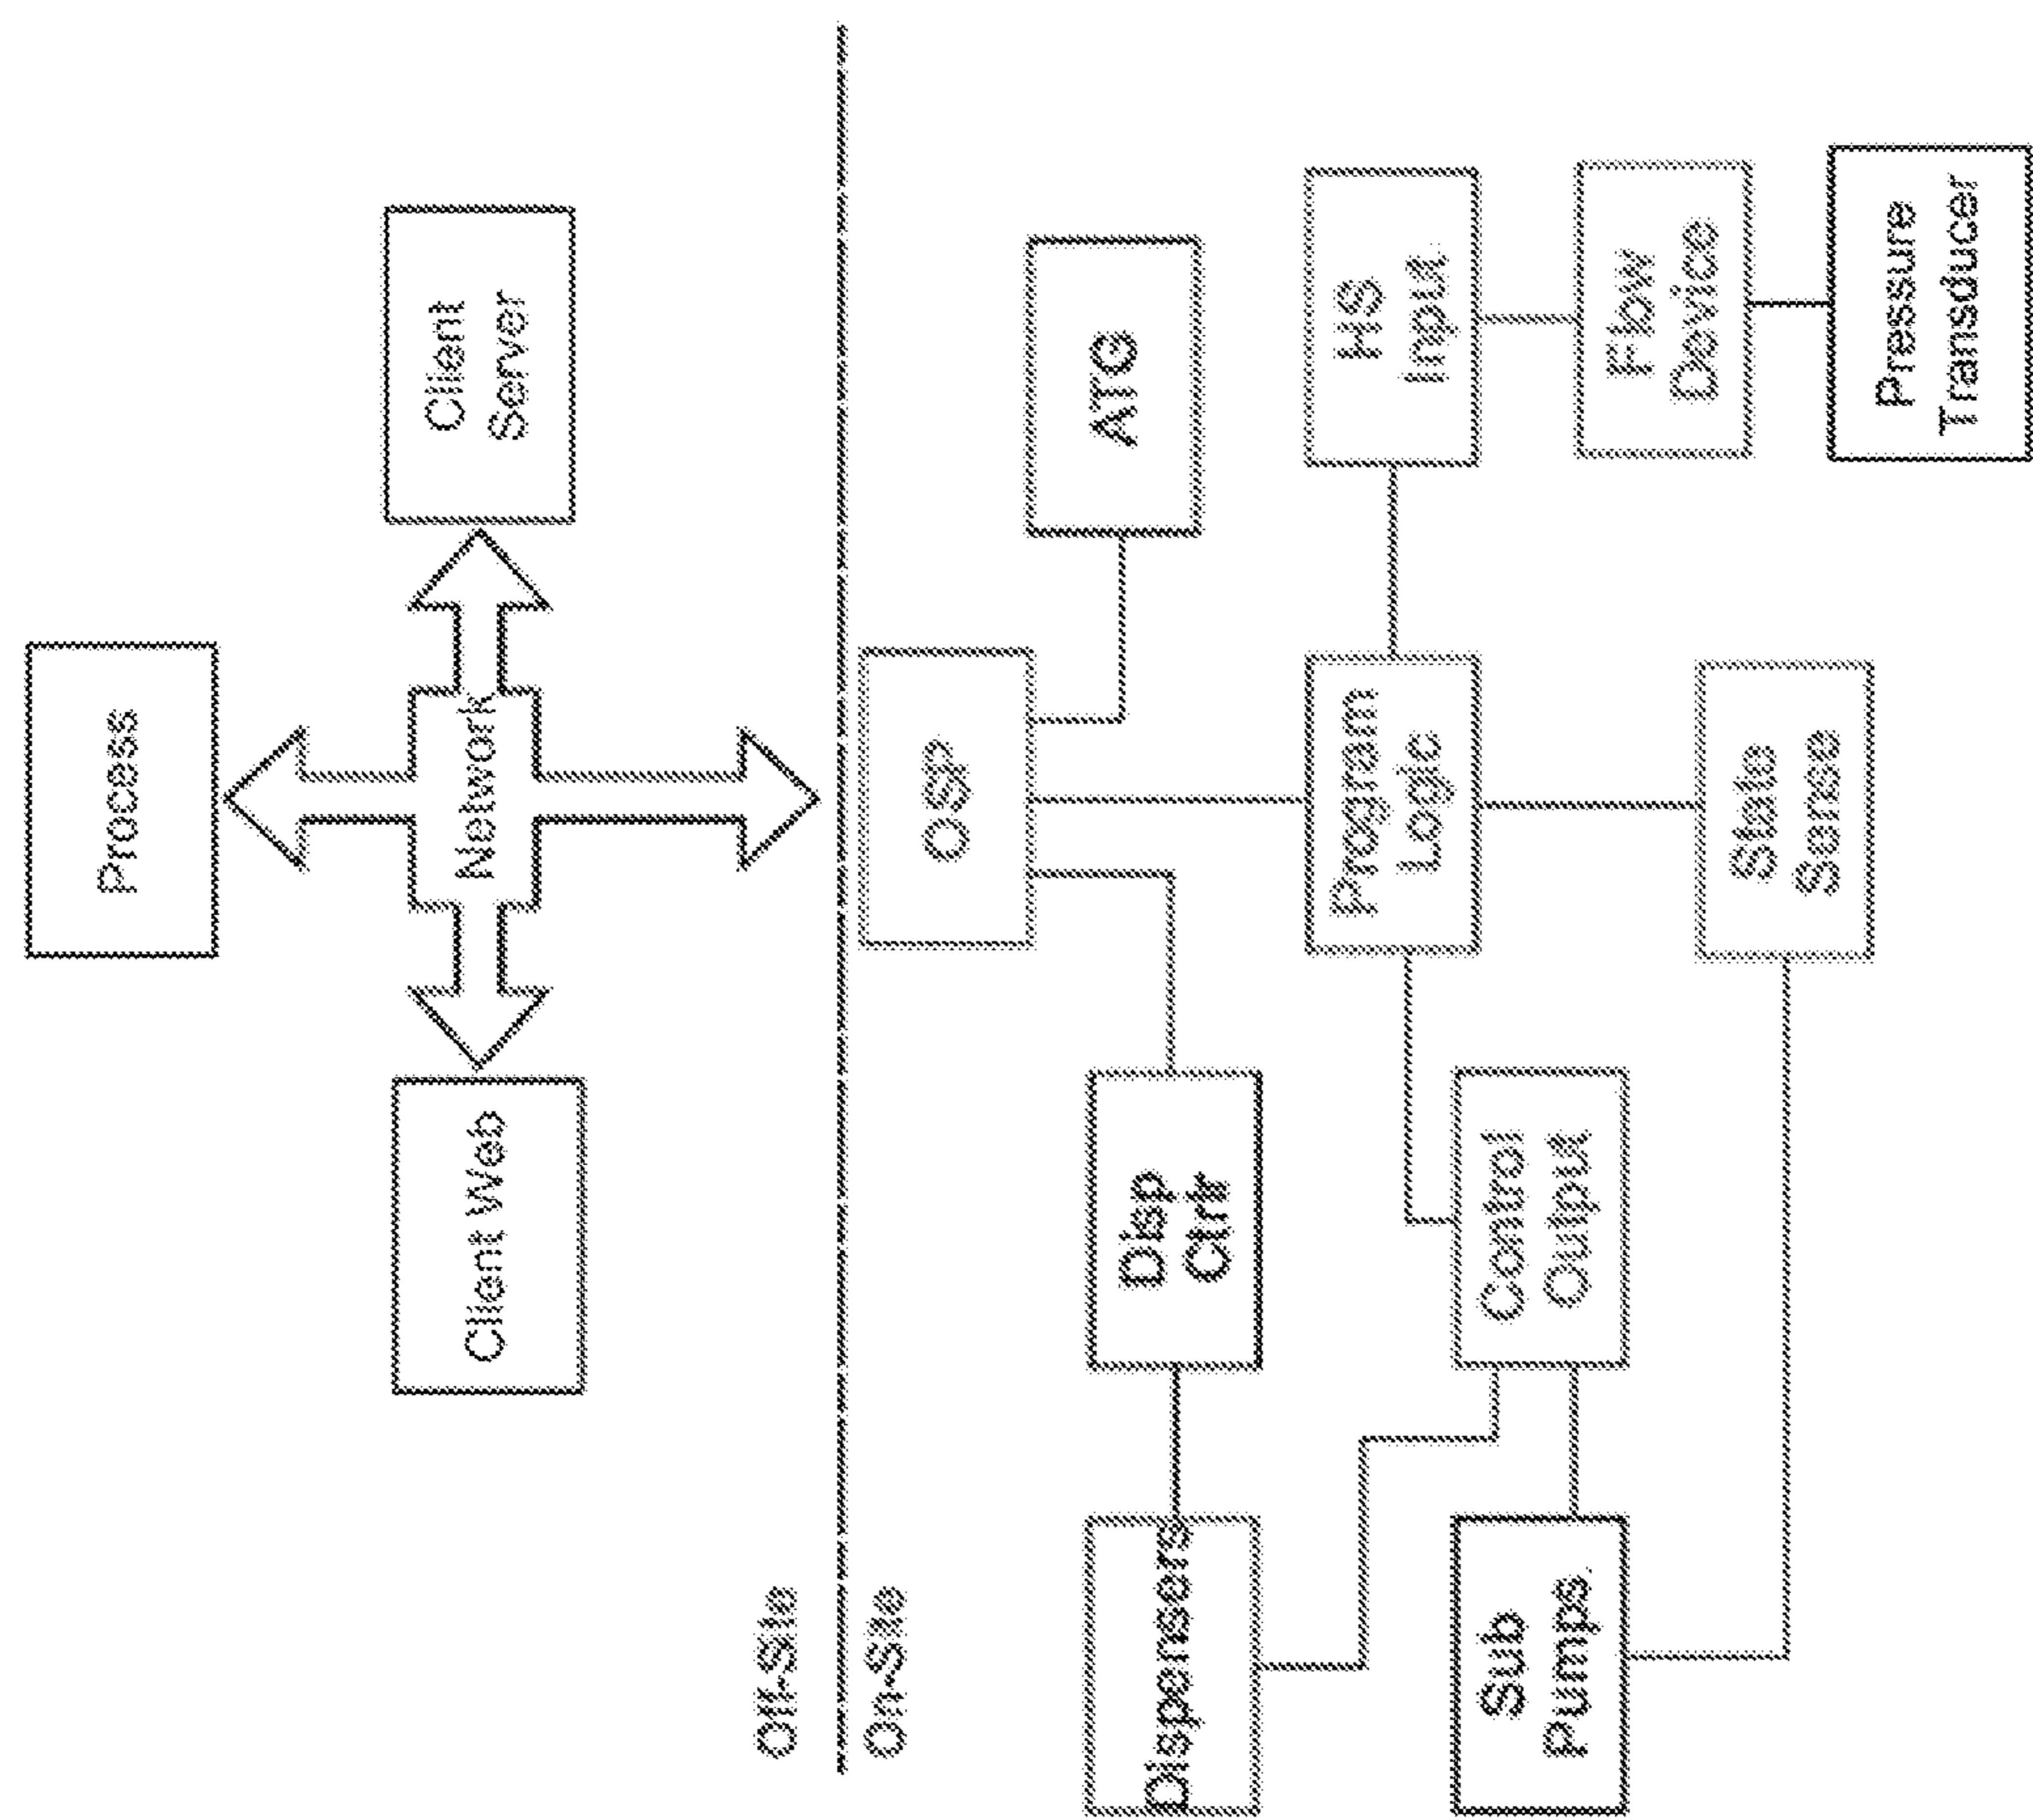 Process
Client Web
Network
Client
Server
Off-Site
On-Site
OSP
Dispensers
Disp
Ctrlr
ATG
Sub
Pumps
Control
Output
Program
Logic
HS
Input
State
Sense
Flow
Device
Pressure
Transducer